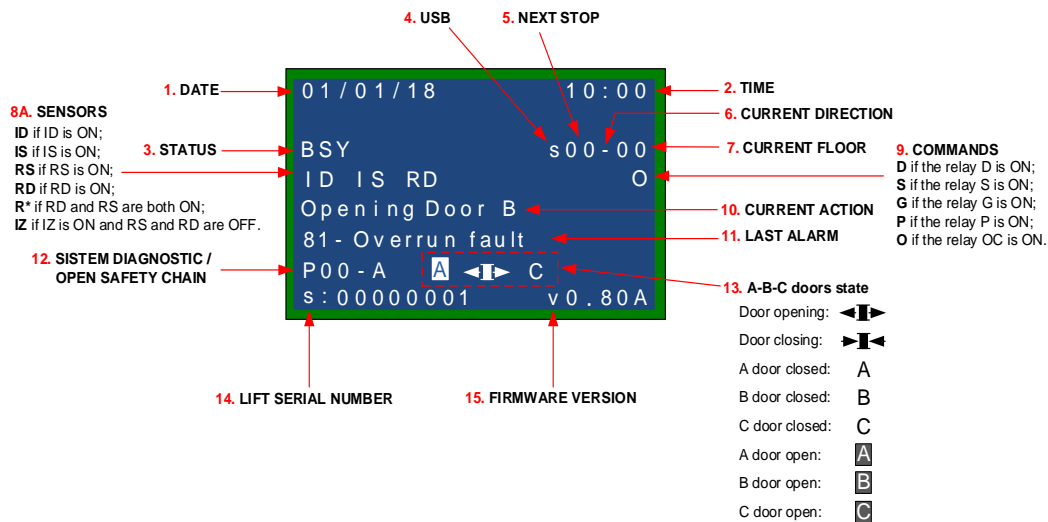 4. USB
5. NEXT STOP
1. DATE
01/01/18 10:00
2. TIME
8A. SENSORS
ID if ID is ON;
IS if IS is ON;
RS if RS is ON;
RD if RD is ON;
R* if RD and RS are both ON;
IZ if IZ is ON and RS and RD are OFF.
6. CURRENT DIRECTION
3. STATUS
BSY s00-00
7. CURRENT FLOOR
9. COMMANDS
D if the relay D is ON;
S if the relay S is ON;
G if the relay G is ON;
P if the relay P is ON;
O if the relay OC is ON.
ID IS RD O
Opening Door B
10. CURRENT ACTION
81- Overrun fault
11. LAST ALARM
12. SISTEM DIAGNOSTIC /
OPEN SAFETY CHAIN
P00-A A C
s:00000001 v0.80A
13. A-B-C doors state
Door opening:
Door closing:
A door closed: A
B door closed: B
C door closed: C
A door open: A
B door open: B
C door open: C
14. LIFT SERIAL NUMBER
15. FIRMWARE VERSION